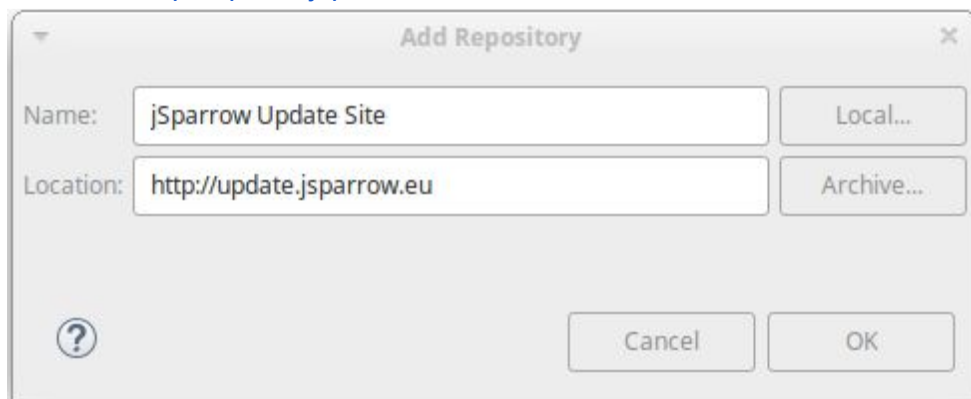 Add Repository
Name: jSparrow Update Site Local...
Location: http://update.jsparrow.eu Archive...
? Cancel OK